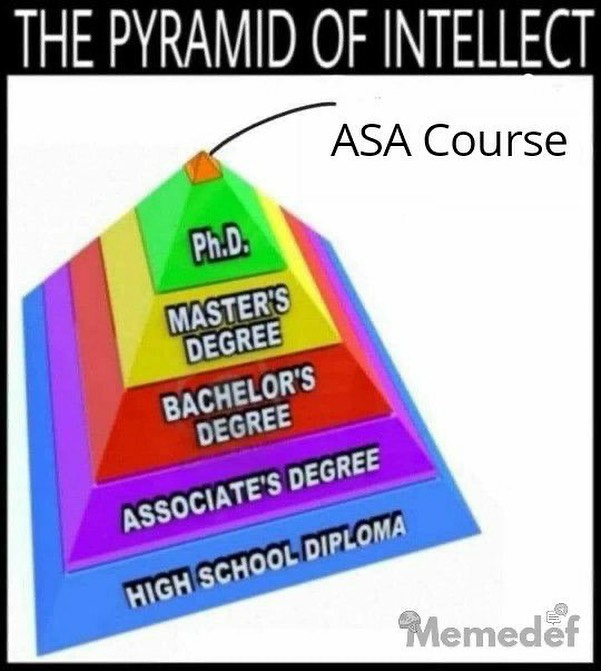 THE PYRAMID OF INTELLECT
ASA Course
Ph.D.
MASTER'S
DEGREE
BACHELOR'S
DEGREE
ASSOCIATE'S DEGREE
HIGH SCHOOL DIPLOMA
Memedef